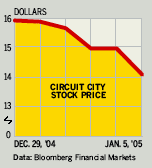 DOLLARS
16
15
14
13
0
CIRCUIT CITY
STOCK PRICE
DEC. 29, '04 JAN. 5, '05
Data: Bloomberg Financial Markets